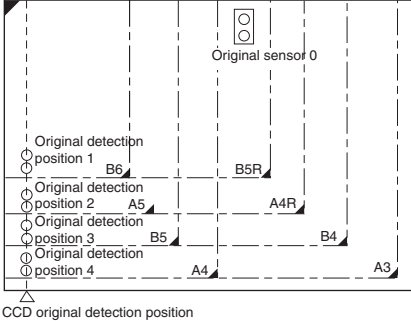 Original sensor 0
Original detection
position 1
B6
B5R
Original detection
position 2
A5
A4R
Original detection
position 3
B5
B4
Original detection
position 4
A4
A3
CCD original detection position